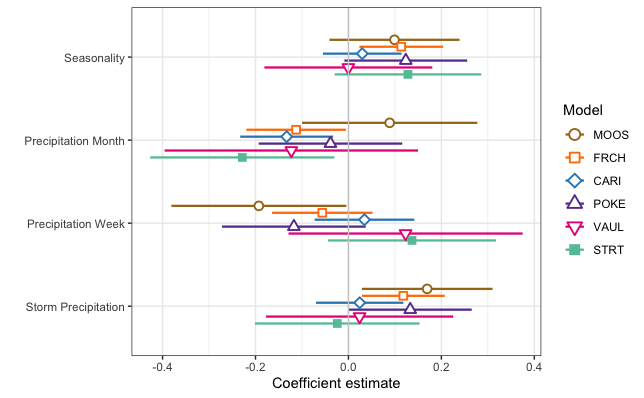 Seasonality
Precipitation Month
Precipitation Week
Storm Precipitation
-0.4 -0.2 0.0 0.2 0.4
Coefficient estimate
Model
MOOS
FRCH
CARI
POKE
VAUL
STRT